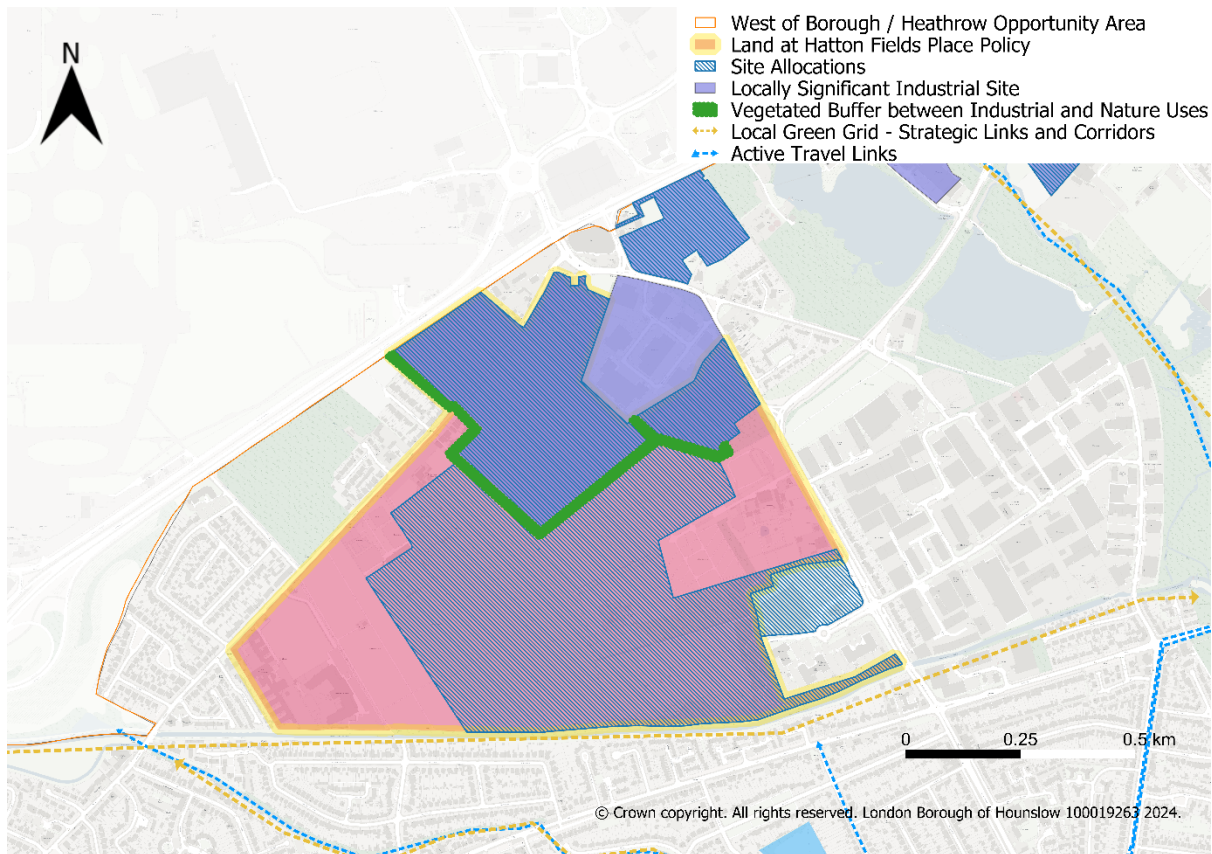 N
West of Borough / Heathrow Opportunity Area
Land at Hatton Fields Place Policy
Site Allocations
Locally Significant Industrial Site
Vegetated Buffer between Industrial and Nature Uses
Local Green Grid - Strategic Links and Corridors
Active Travel Links
0 0.25 0.5 km
© Crown copyright. All rights reserved. London Borough of Hounslow 100019263 2024.